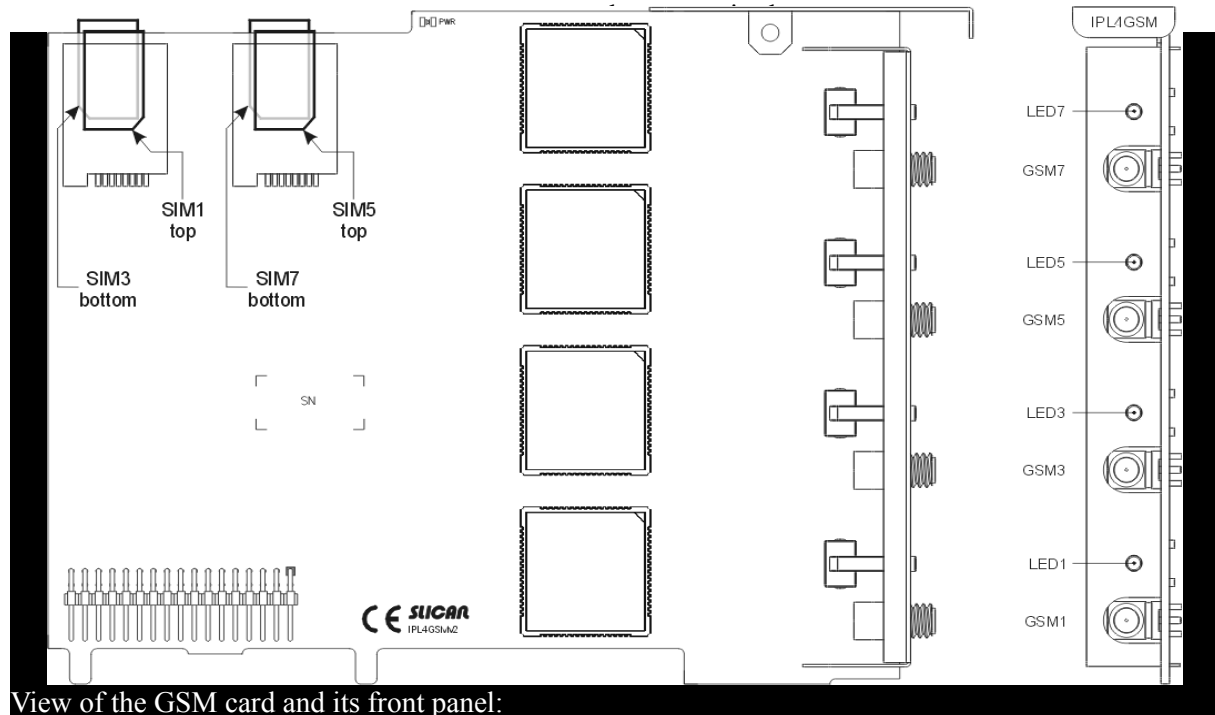 PWR
IPL4GSM
LED7
GSM7
SIM1
top
SIM5
top
LED5
SIM3
bottom
SIM7
bottom
GSM5
SN
LED3
GSM3
LED1
CE SLICAN
GSM1
View of the GSM card and its front panel: